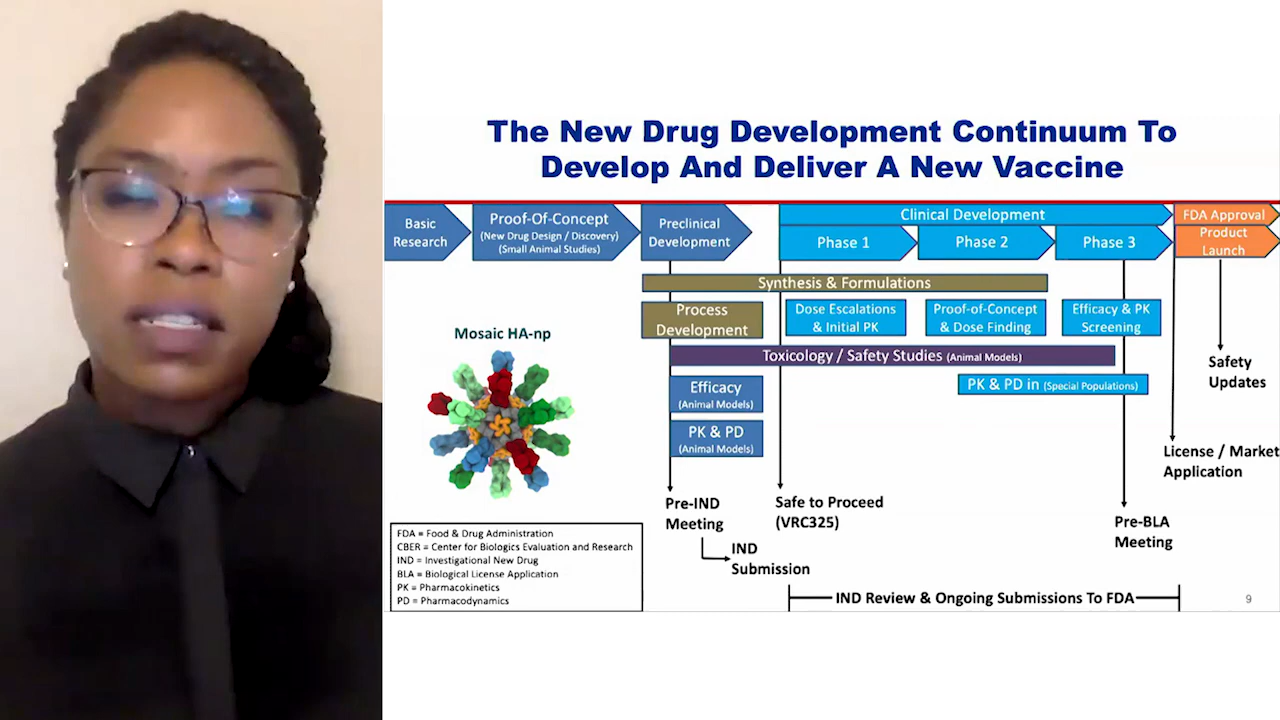 The New Drug Development Continuum To
Develop And Deliver A New Vaccine
Basic
Research
Proof-Of-Concept
(New Drug Design / Discovery)
(Small Animal Studies)
Preclinical
Development
Clinical Development
Phase 1
Phase 2
Phase 3
FDA Approval
Product
Launch
Synthesis & Formulations
Process
Development
Dose Escalations
& Initial PK
Proof-of-Concept
& Dose Finding
Efficacy & PK
Screening
Toxicology / Safety Studies (Animal Models)
Efficacy
(Animal Models)
PK & PD in (Special Populations)
PK & PD
(Animal Models)
Mosaic HA-np
Safety
Updates
License / Market
Application
Pre-IND
Meeting
Safe to Proceed
(VRC325)
Pre-BLA
Meeting
IND
Submission
FDA = Food & Drug Administration
CBER = Center for Biologics Evaluation and Research
IND = Investigational New Drug
BLA = Biological License Application
PK = Pharmacokinetics
PD = Pharmacodynamics
IND Review & Ongoing Submissions To FDA
9